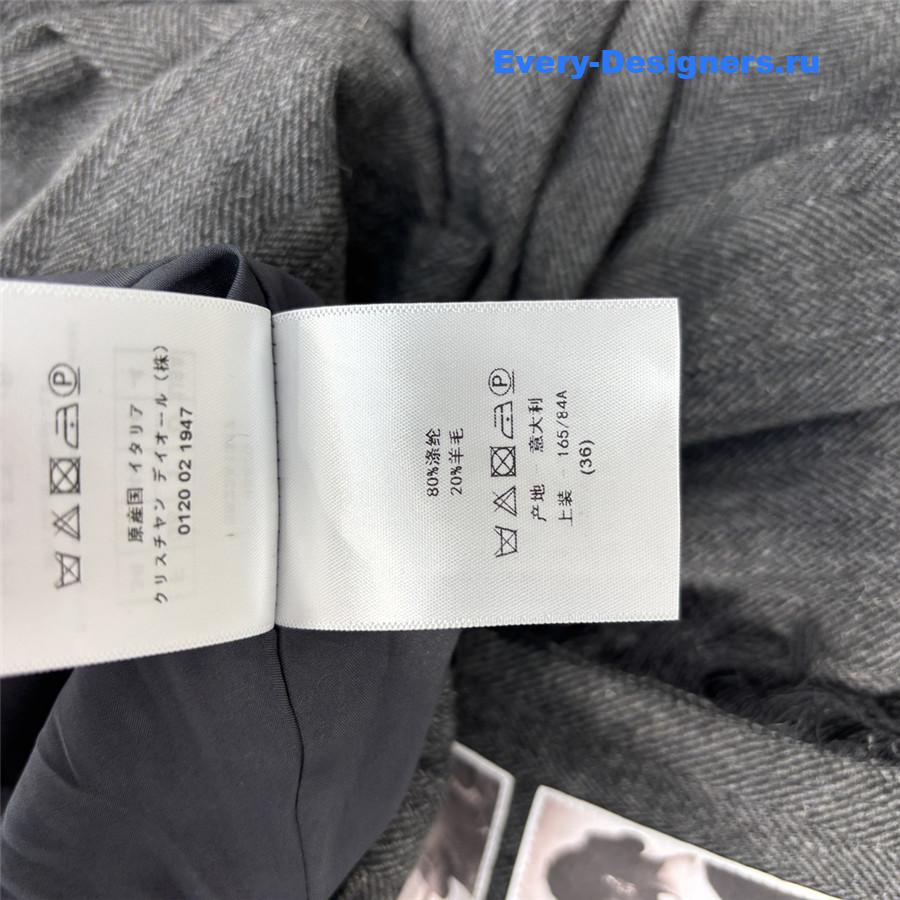 Every-Designers.ru
原産国 イタリア
クリスチャン ディオール（株）
0120 02 1947
80%涤纶
20%羊毛
产地 - 意大利
上装 - 165/84A
(36)